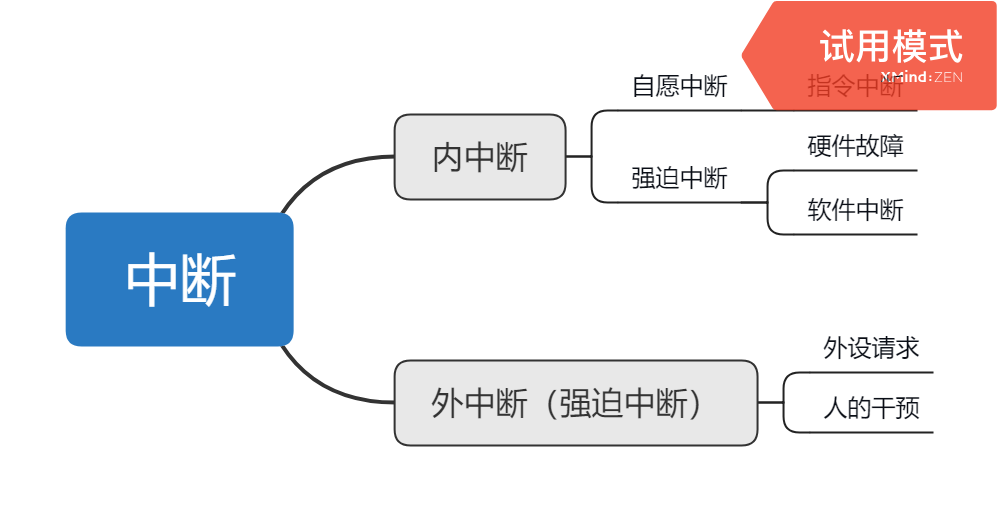 试用模式
XMind:ZEN
自愿中断
指令中断
内中断
硬件故障
强迫中断
软件中断
中断
外设请求
外中断（强迫中断）
人的干预